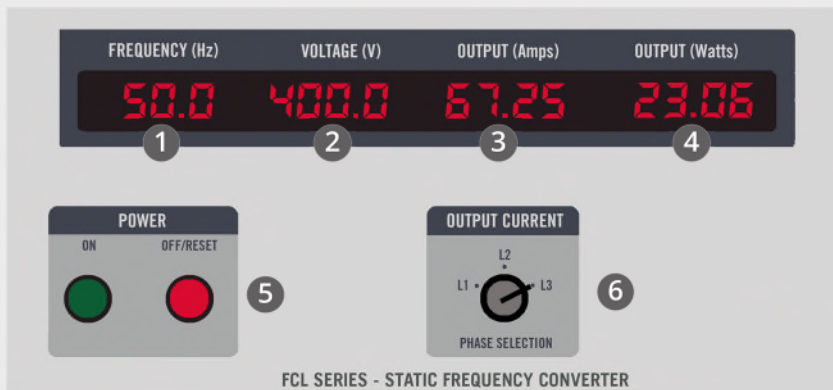 FREQUENCY (Hz) VOLTAGE (V) OUTPUT (Amps) OUTPUT (Watts)
50.0 400.0 67.25 23.06
1 2 3 4
POWER
ON OFF/RESET
5
OUTPUT CURRENT
L2
L1 L3
6
PHASE SELECTION
FCL SERIES - STATIC FREQUENCY CONVERTER